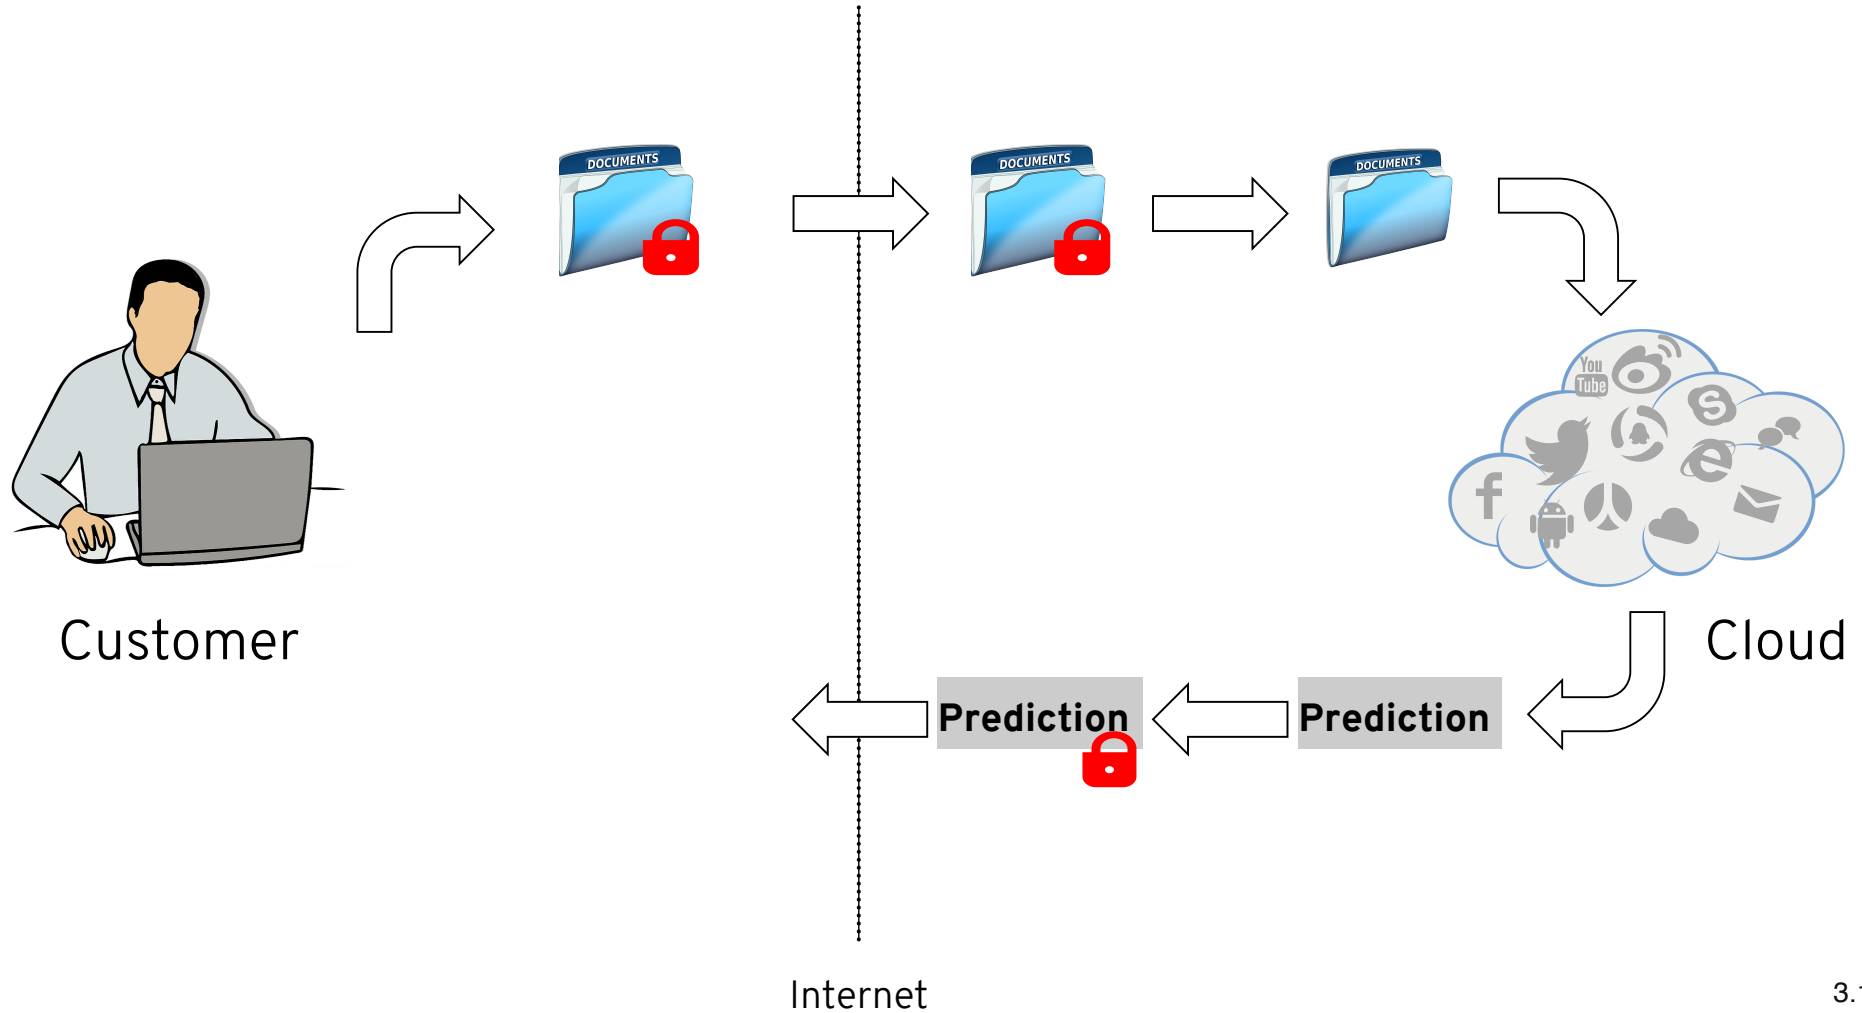 DOCUMENTS
DOCUMENTS
DOCUMENTS
You
Tube
Customer
Cloud
Prediction
Prediction
Internet